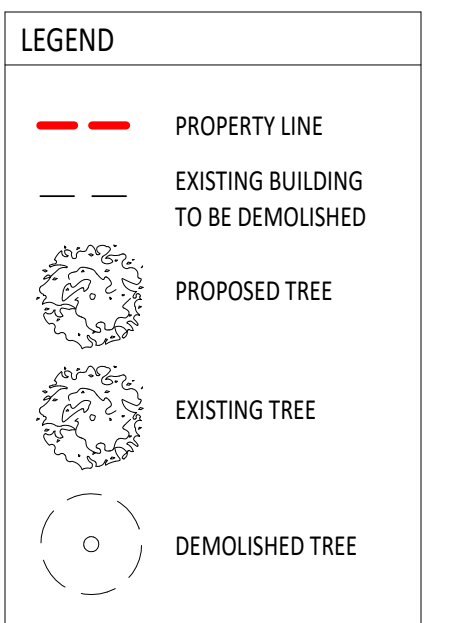 LEGEND
PROPERTY LINE
EXISTING BUILDING
TO BE DEMOLISHED
PROPOSED TREE
EXISTING TREE
DEMOLISHED TREE